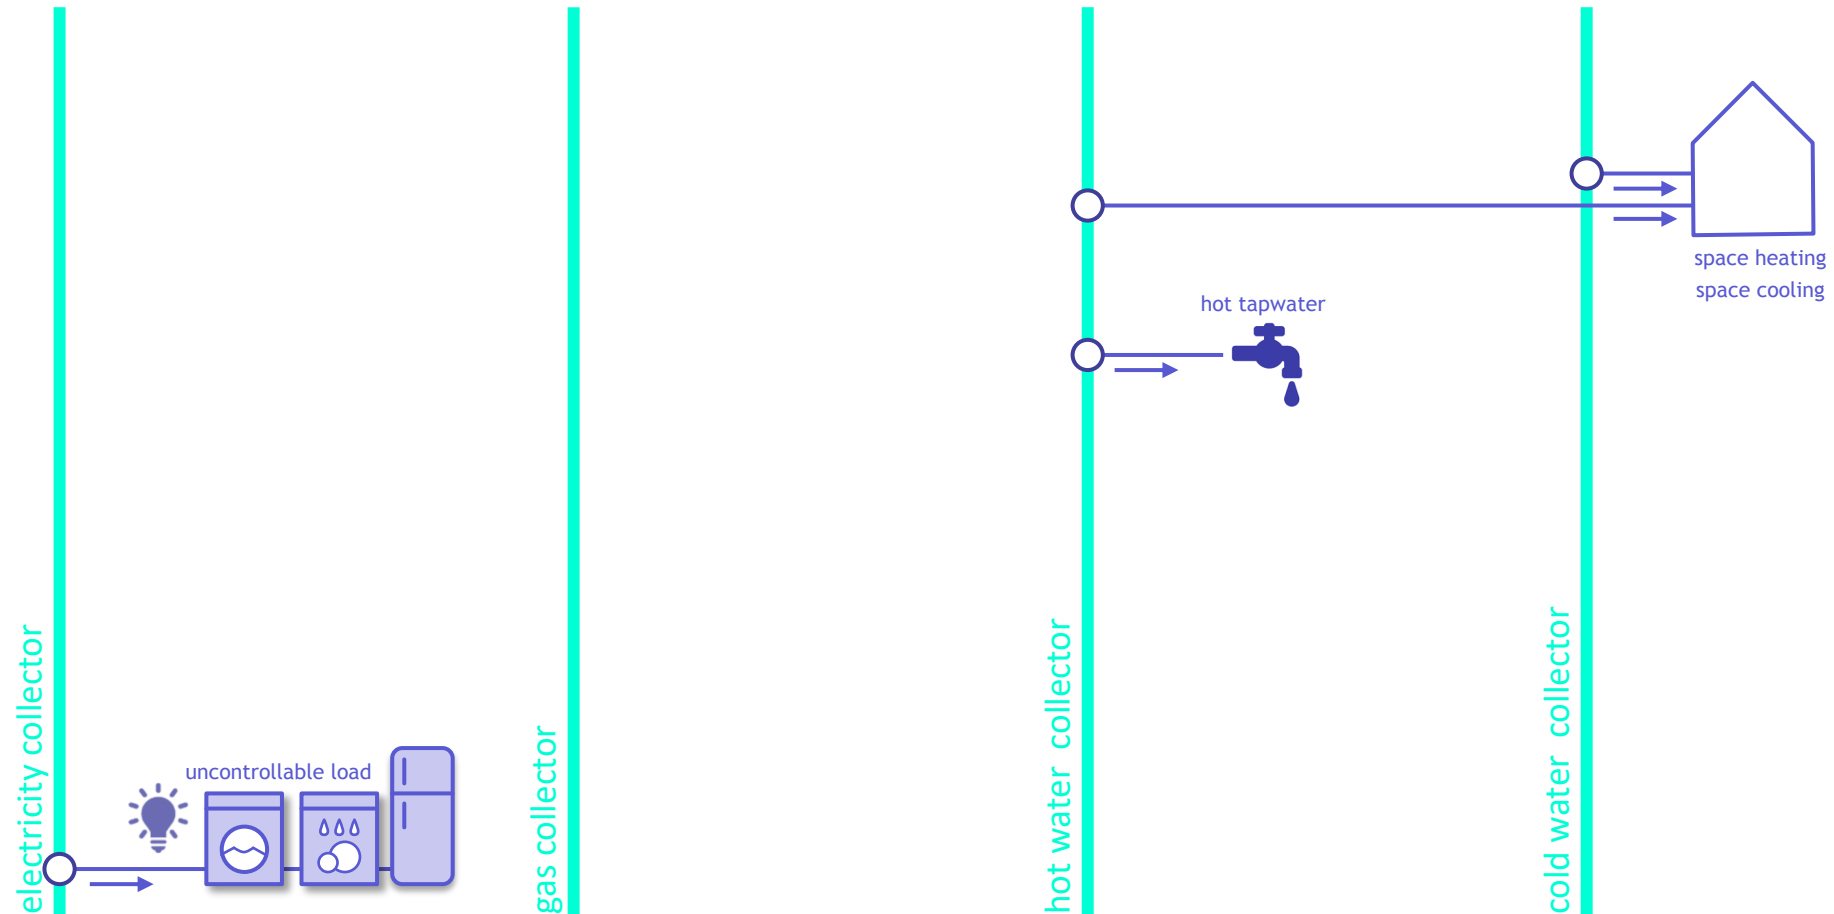 space heating
space cooling
hot tapwater
uncontrollable load
electricity collector
gas collector
hot water collector
cold water collector